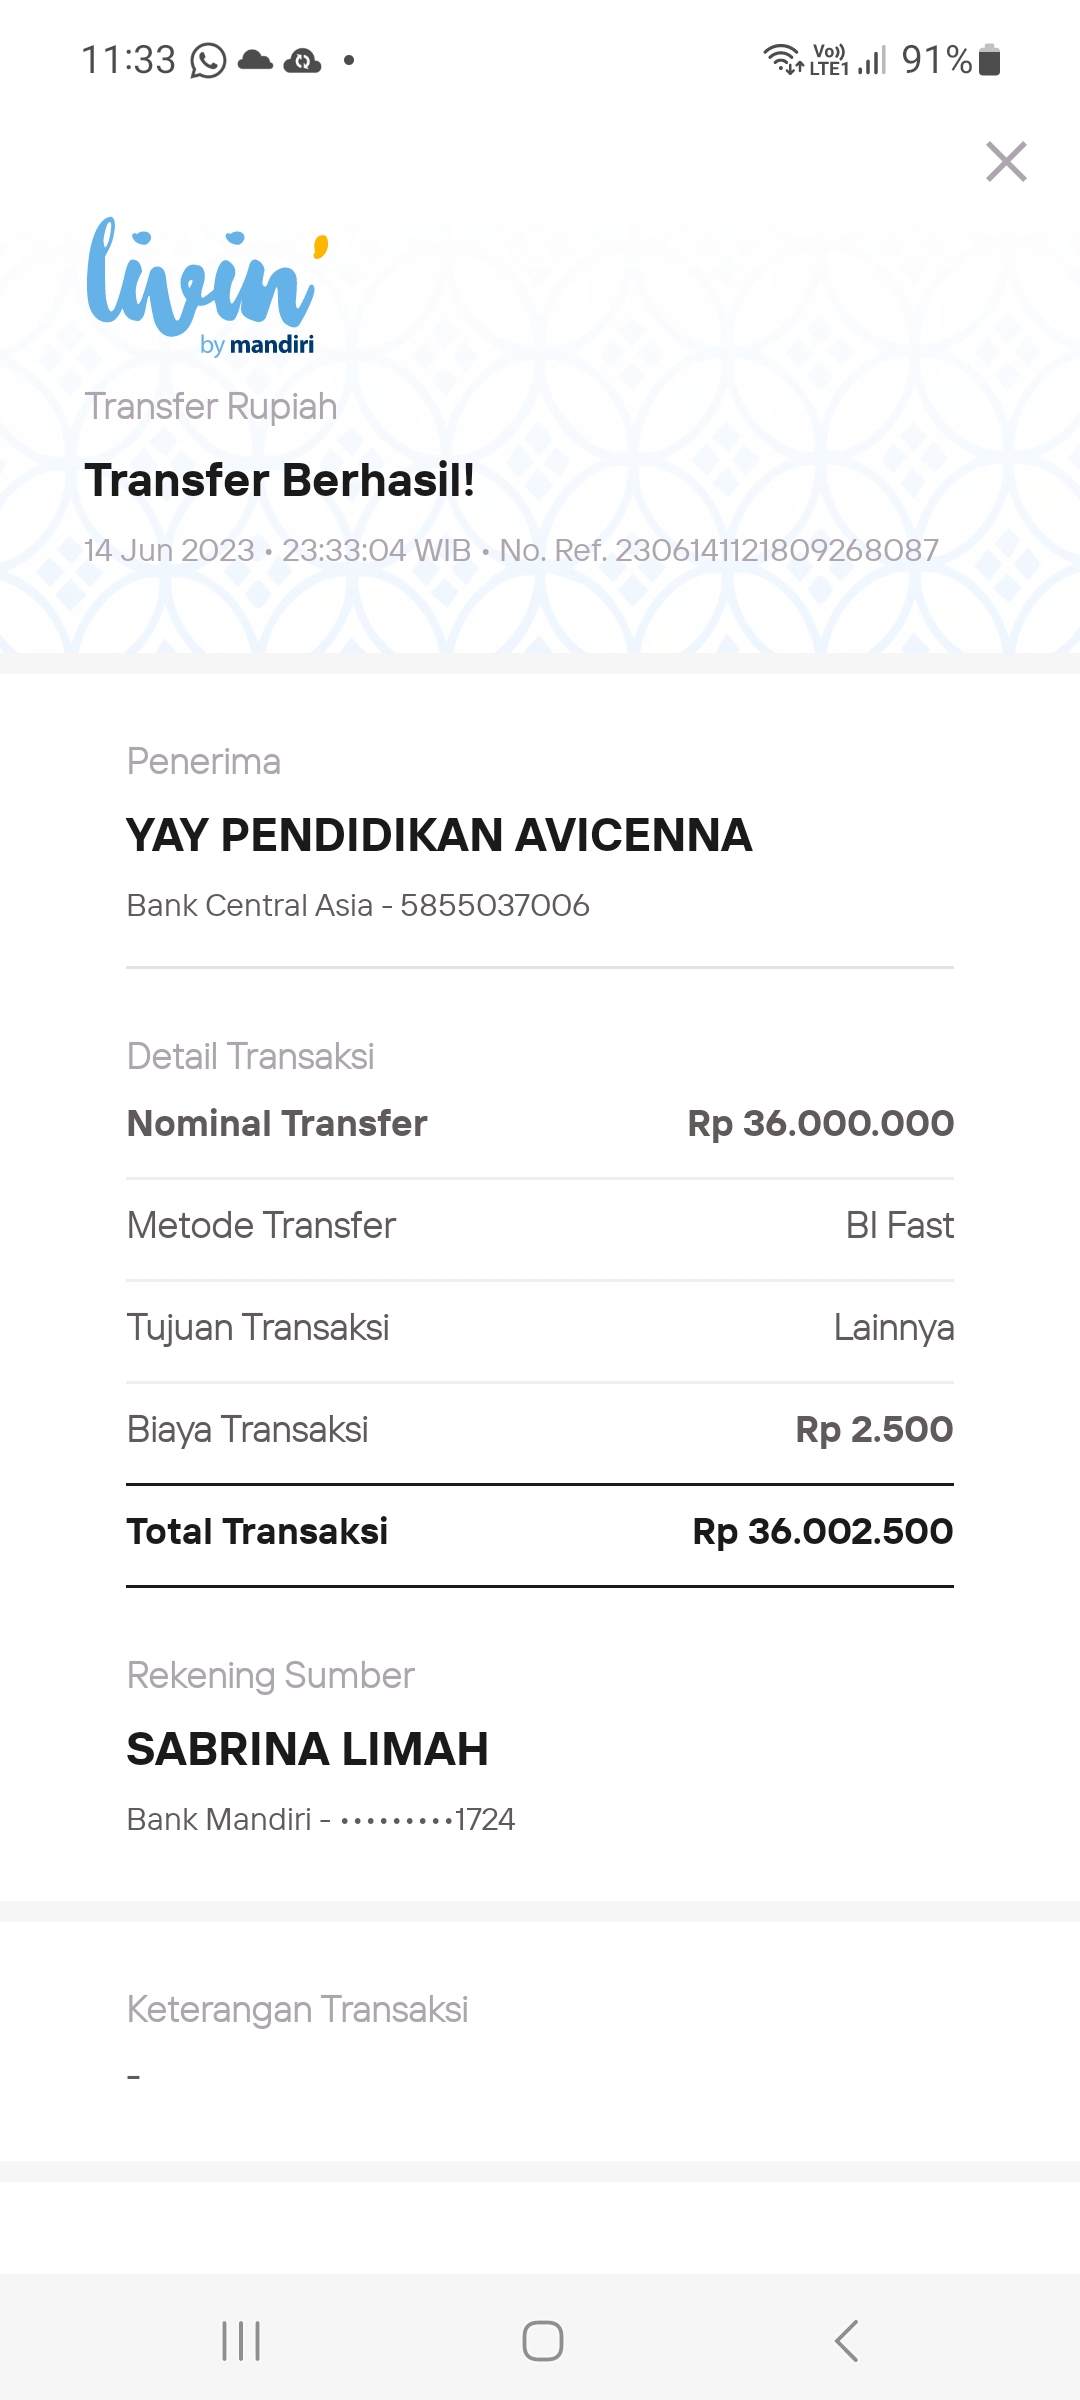 11:33
Vo)) LTE1 91%
livin'
by mandiri
Transfer Rupiah
Transfer Berhasil!
14 Jun 2023 • 23:33:04 WIB • No. Ref. 2306141121809268087
Penerima
YAY PENDIDIKAN AVICENNA
Bank Central Asia - 5855037006
Detail Transaksi
Nominal Transfer Rp 36.000.000
Metode Transfer BI Fast
Tujuan Transaksi Lainnya
Biaya Transaksi Rp 2.500
Total Transaksi Rp 36.002.500
Rekening Sumber
SABRINA LIMAH
Bank Mandiri - •••••••••1724
Keterangan Transaksi
-